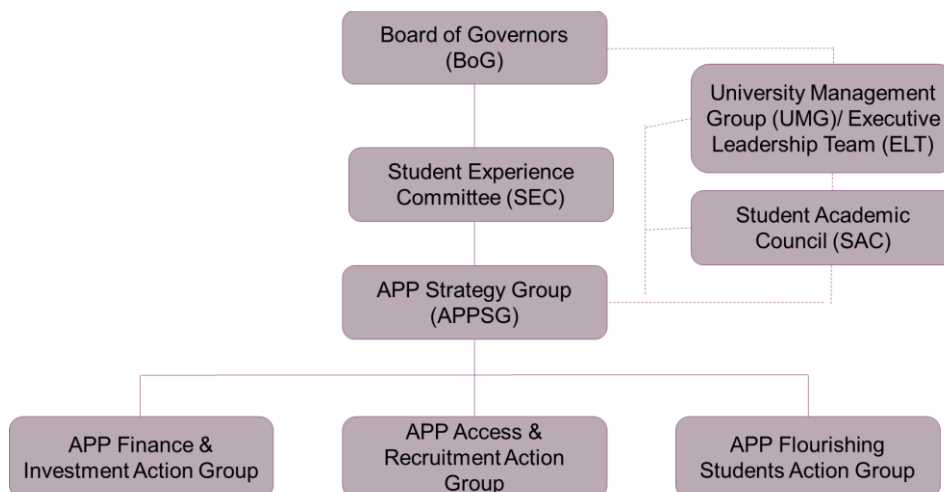 Board of Governors
(BoG)
University Management
Group (UMG)/ Executive
Leadership Team (ELT)
Student Experience
Committee (SEC)
Student Academic
Council (SAC)
APP Strategy Group
(APPSG)
APP Finance &
Investment Action Group
APP Access &
Recruitment Action
Group
APP Flourishing
Students Action Group